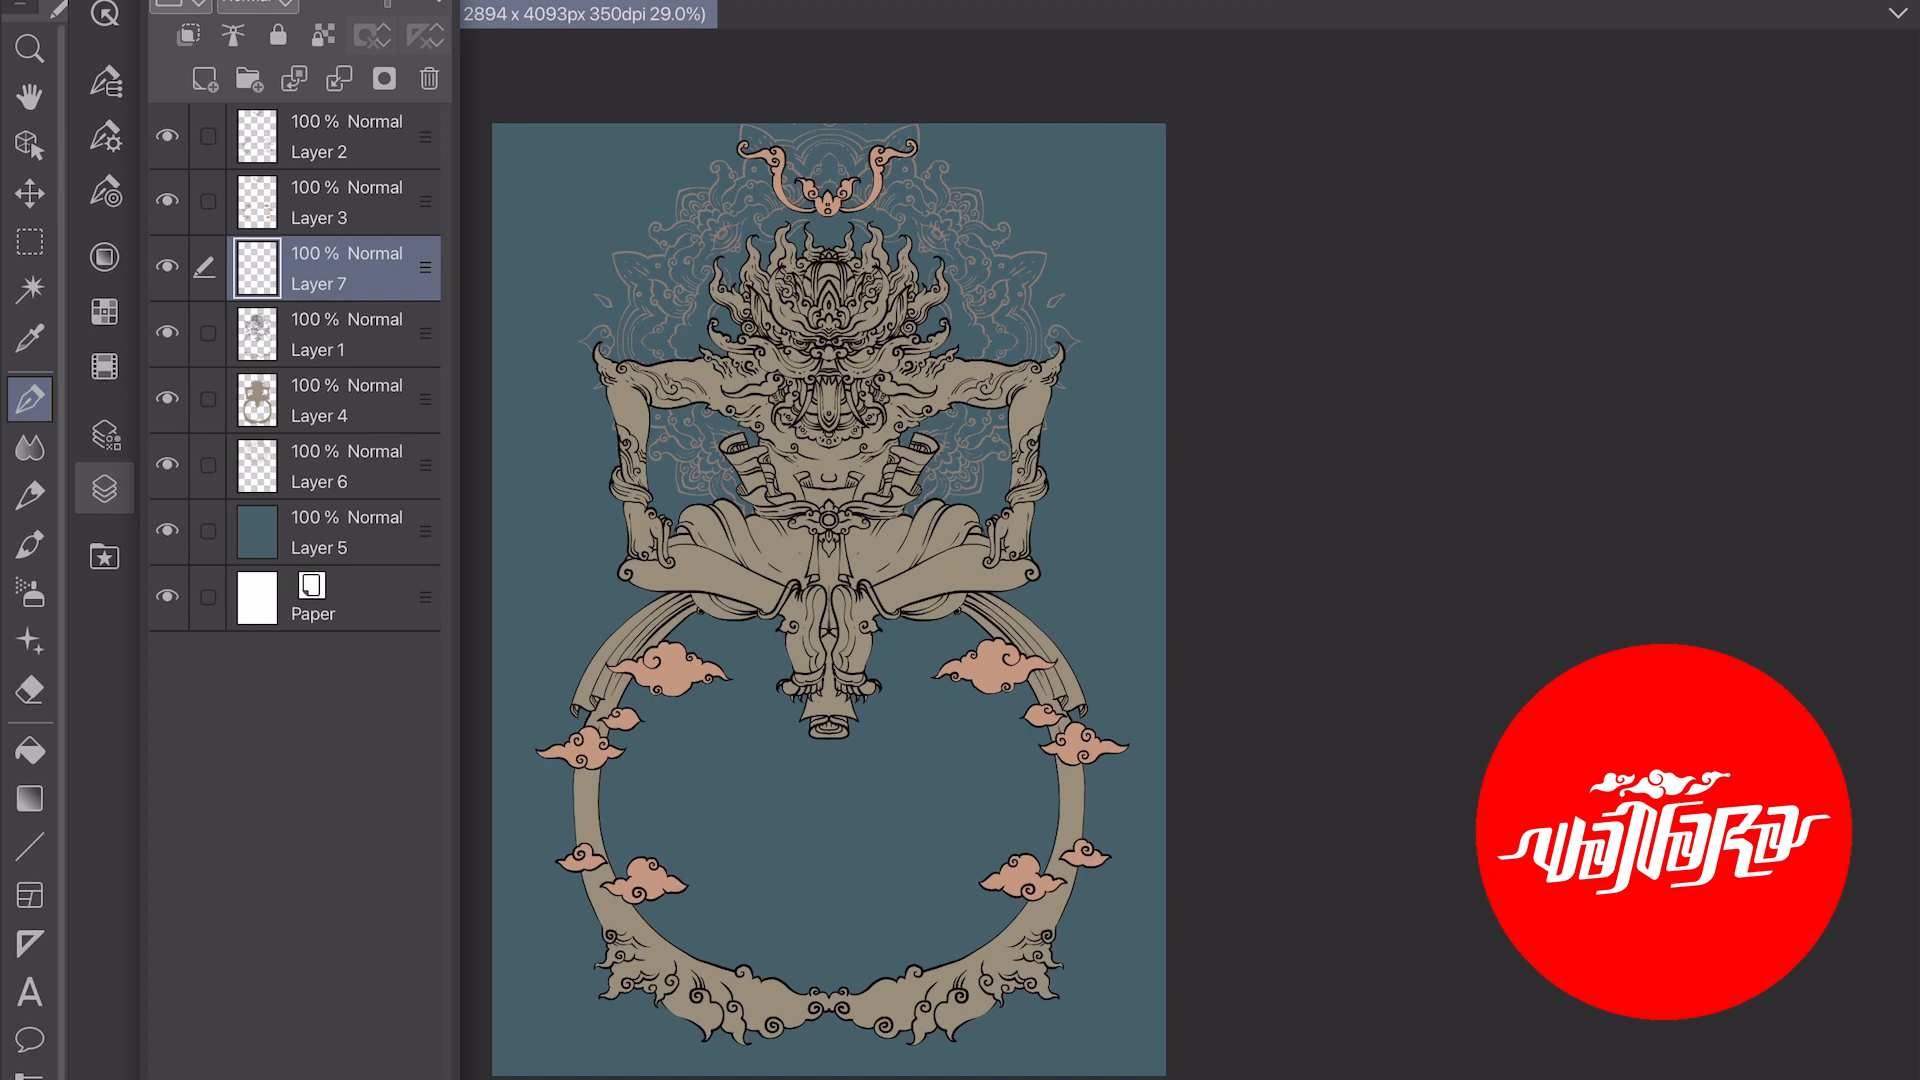 2894 x 4093px 350dpi 29.0%)
100 % Normal
Layer 2
100 % Normal
Layer 3
100 % Normal
Layer 7
100 % Normal
Layer 1
100 % Normal
Layer 4
100 % Normal
Layer 6
100 % Normal
Layer 5
Paper